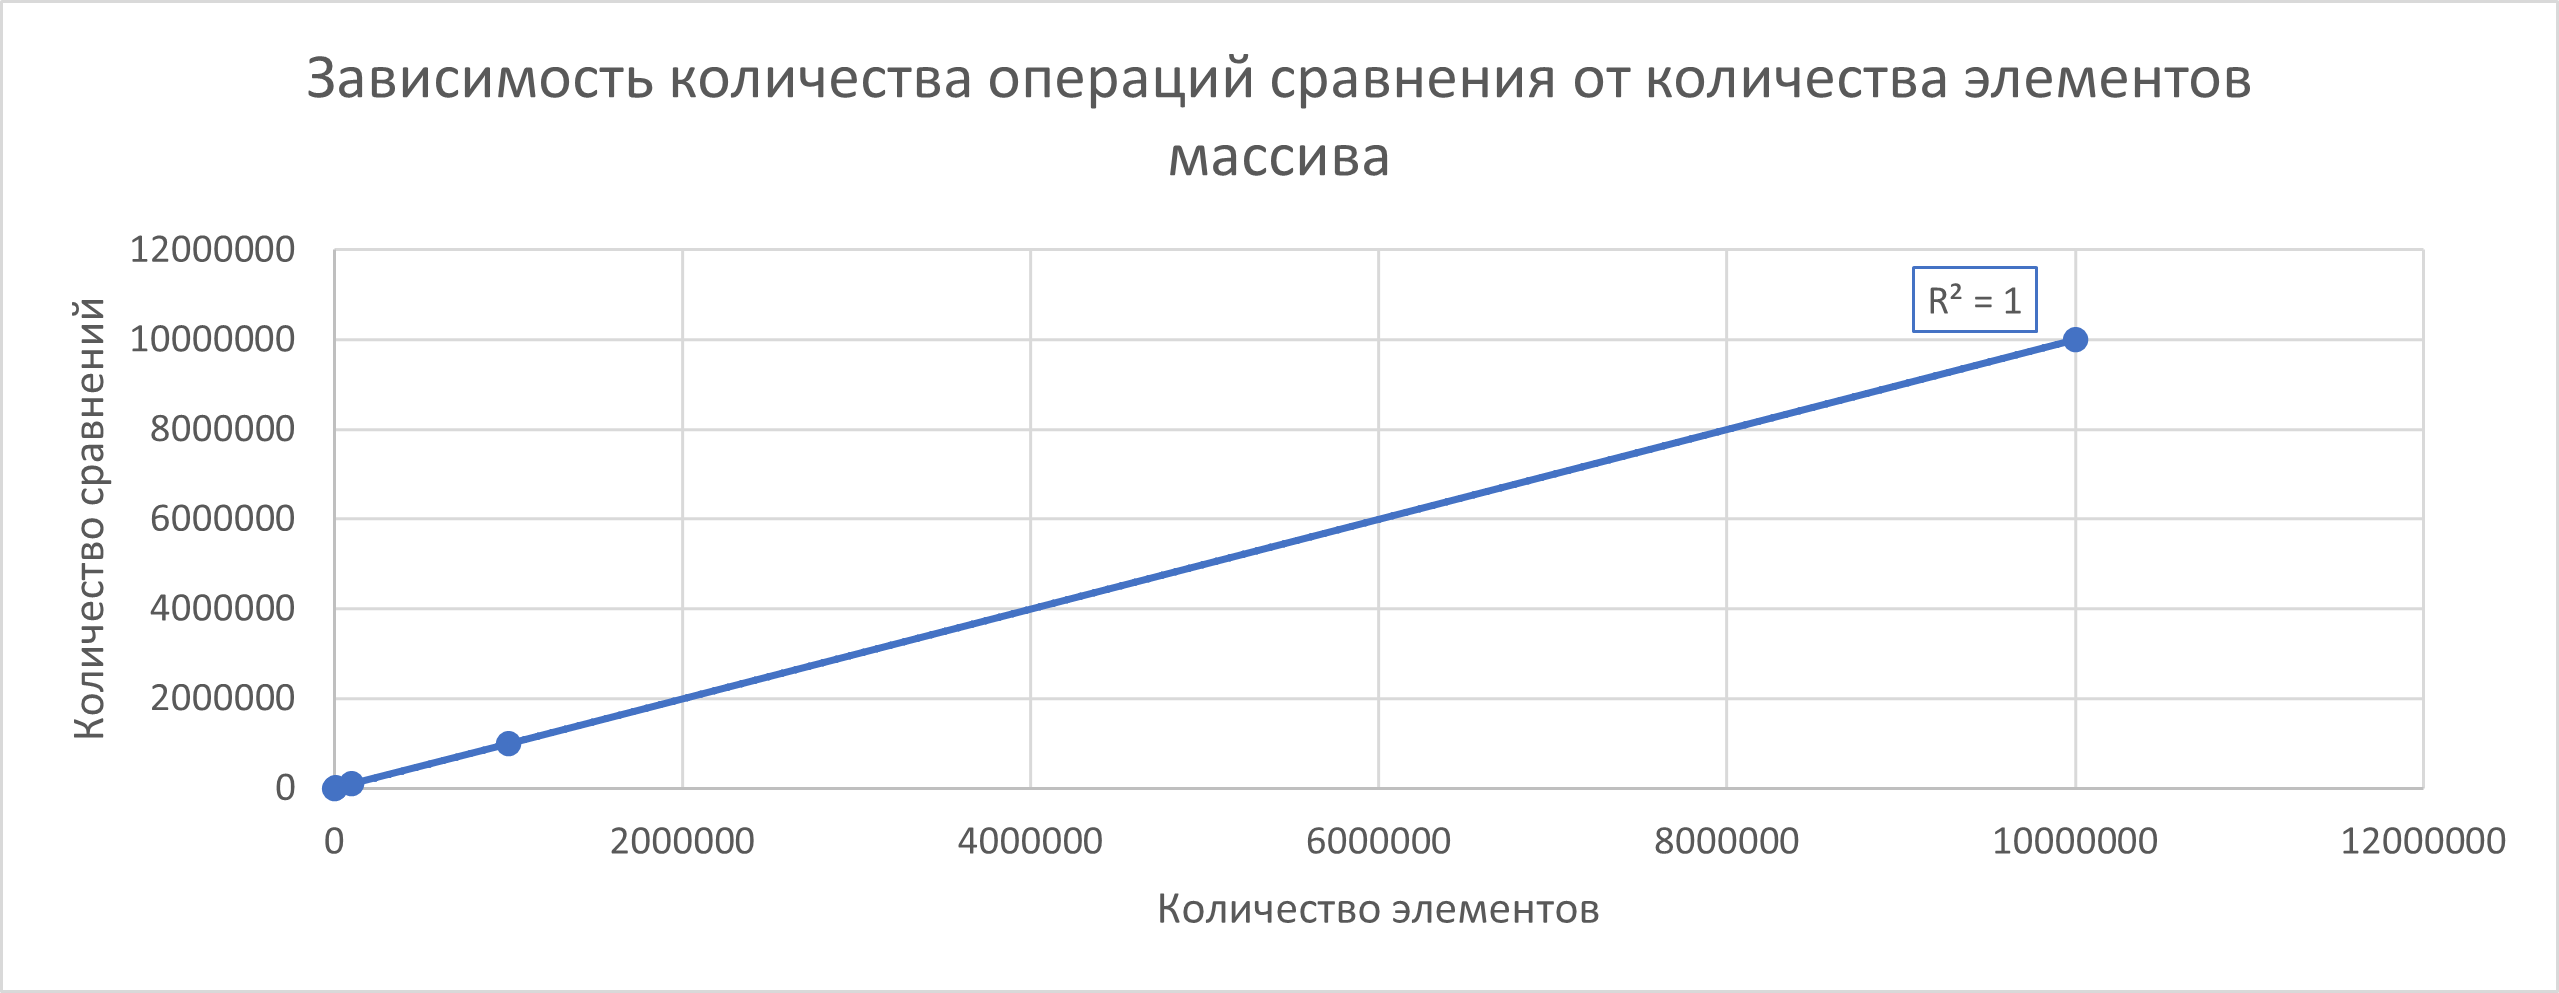 Зависимость количества операций сравнения от количества элементов
массива
Количество сравнений
12000000
10000000
8000000
6000000
4000000
2000000
0
R² = 1
0 2000000 4000000 6000000 8000000 10000000 12000000
Количество элементов